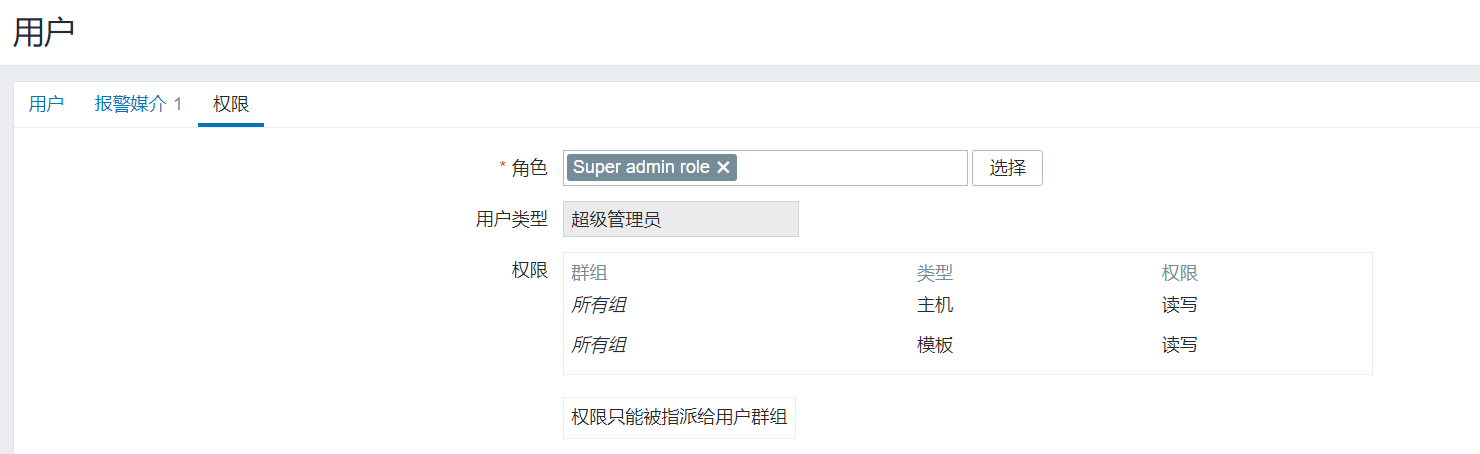 用户
用户 报警媒介 1 权限
* 角色 Super admin role ✕ 选择
用户类型 超级管理员
权限 群组 类型 权限
所有组 主机 读写
所有组 模板 读写
权限只能被指派给用户群组